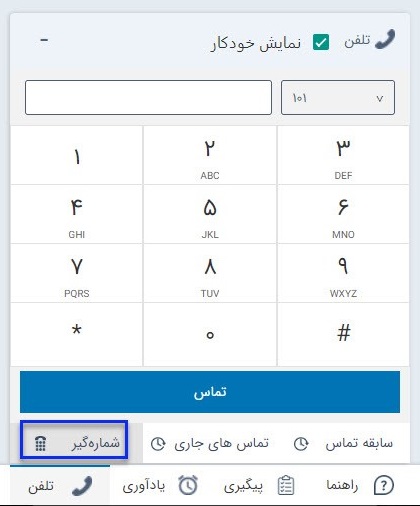 تلفن نمایش خودکار -
۱۰۱
۱ ۲ ۳
ABC DEF
۴ ۵ ۶
GHI JKL MNO
۷ ۸ ۹
PQRS TUV WXYZ
* ۰ #
تماس
سابقه تماس تماس های جاری شماره‌گیر
راهنما پیگیری یادآوری تلفن